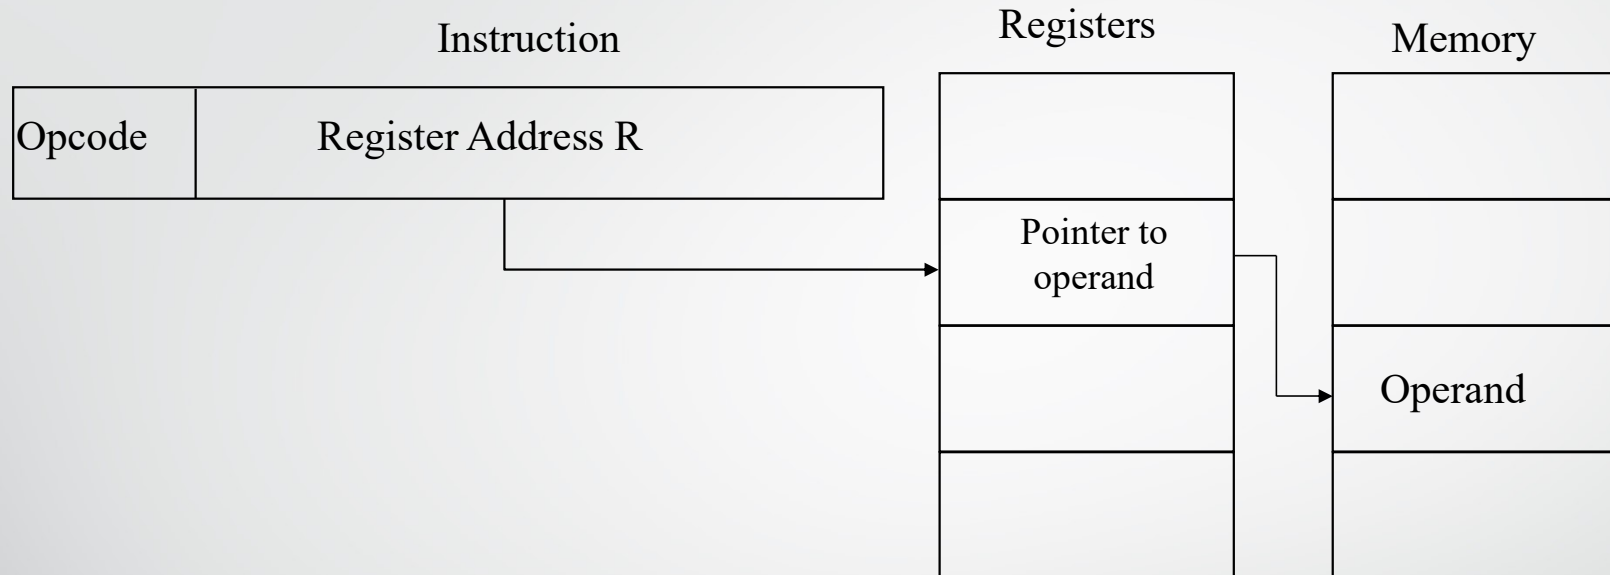 Instruction
Registers
Memory
Opcode
Register Address R
Pointer to
operand
Operand